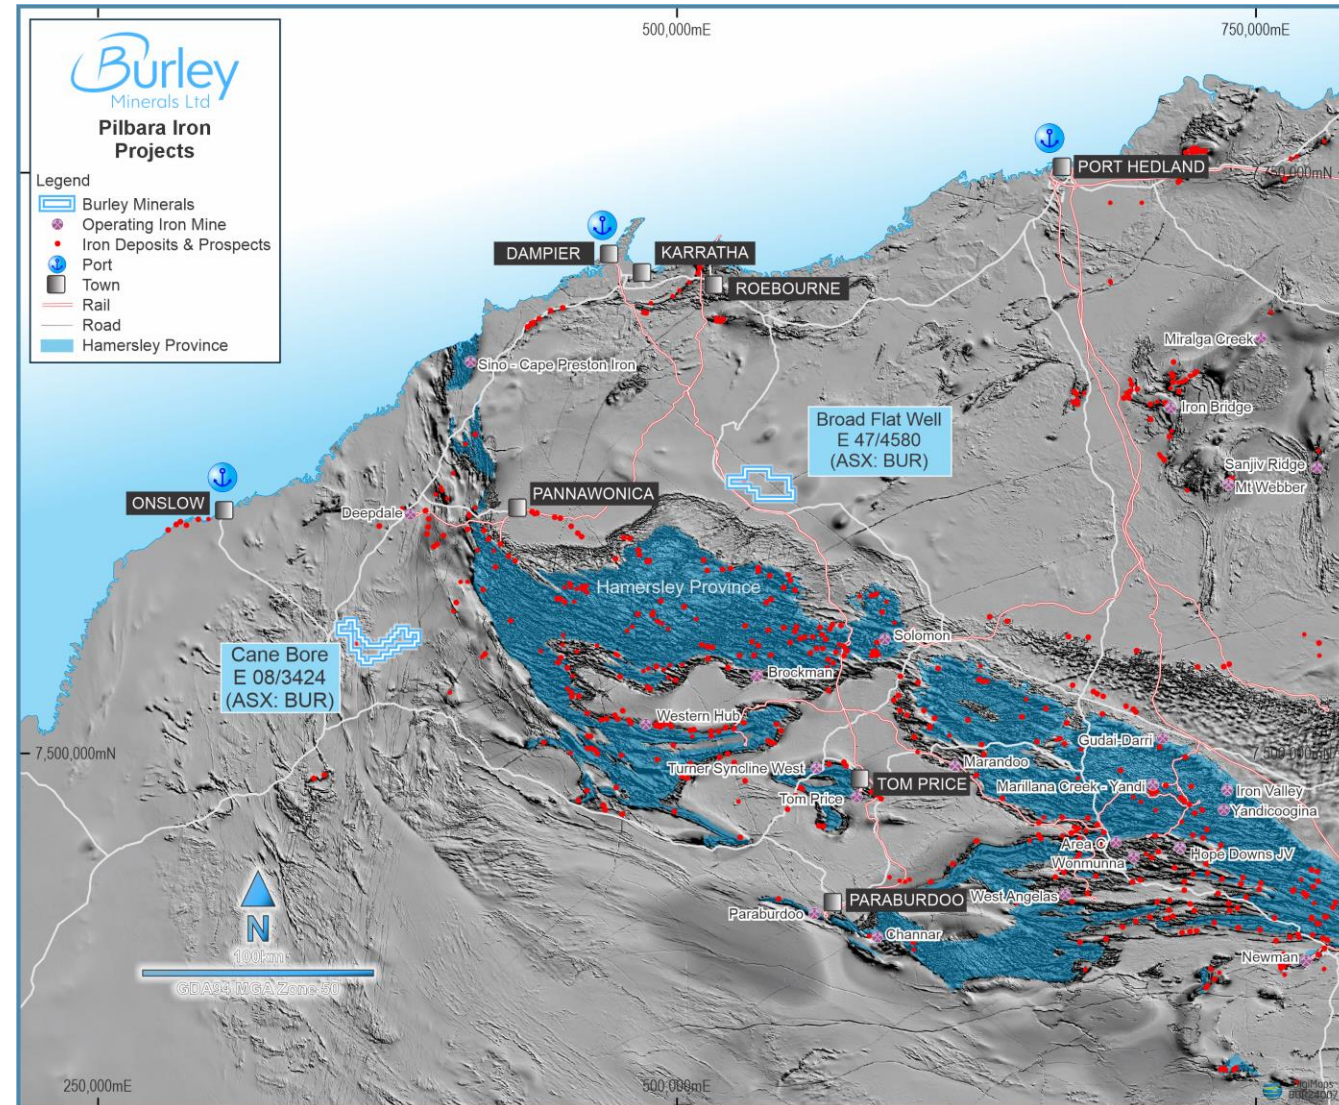 500,000mE
750,000mE
Burley
Minerals Ltd
Pilbara Iron
Projects
Legend
Burley Minerals
Operating Iron Mine
Iron Deposits & Prospects
Port
Town
Rail
Road
Hamersley Province
PORT HEDLAND
DAMPIER
KARRATHA
ROEBOURNE
Miralga Creek
Sino - Cape Preston Iron
Iron Bridge
Broad Flat Well
E 47/4580
(ASX: BUR)
Sanjiv Ridge
Mt Webber
ONSLOW
PANNAWONICA
Deepdale
Hamersley Province
Solomon
Cane Bore
E 08/3424
(ASX: BUR)
Brockman
Western Hub
Gudai-Darri
7,500,000mN
7,500,000mN
Turner Syncline West
Marandoo
TOM PRICE
Tom Price
Marillana Creek - Yandi
Iron Valley
Yandicoogina
Area C
Hope Downs JV
Wonmunna
West Angelas
PARABURDOO
Paraburdoo
Channar
N
100km
GDA94 MGA Zone 50
Newman
250,000mE
500,000mE
DigiMaps